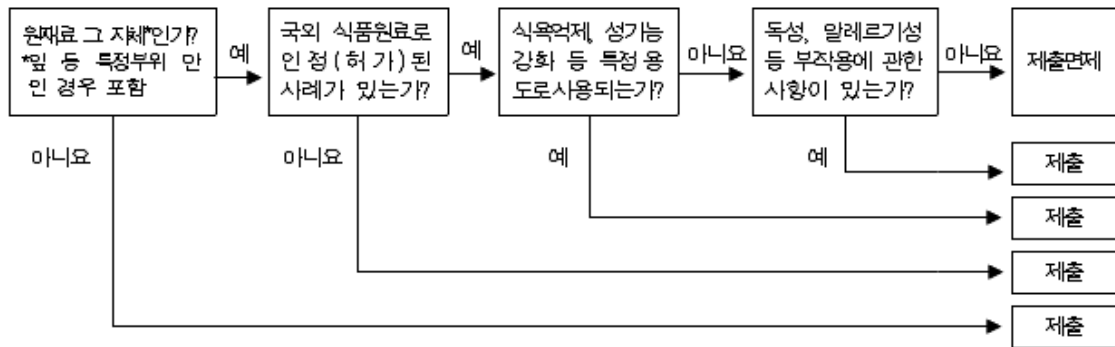 원재료 그 자체*인가?
*잎 등 특정부위 만
인 경우 포함
예
국외 식품원료로
인정(허가)된
사례가 있는가?
예
식욕억제, 성기능
강화 등 특정용
도로사용되는가?
아니요
독성, 알레르기성
등 부작용에 관한
사항이 있는가?
아니요
제출면제
아니요
아니요
예
예
제출
제출
제출
제출